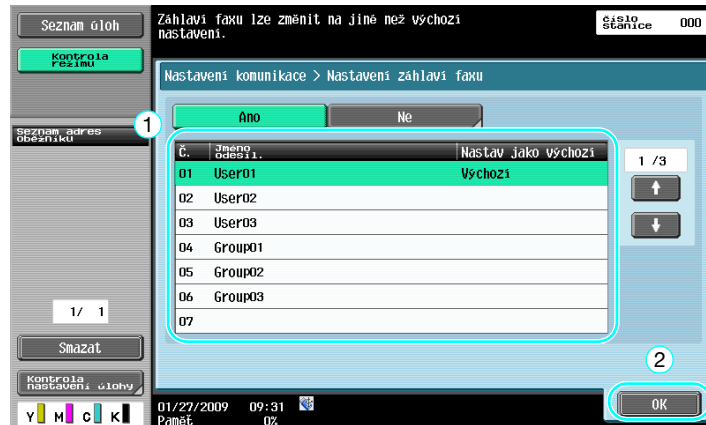 Seznam úloh
Kontrola
režimu
Seznam adres
oběžníku
1/ 1
Smazat
Kontrola
nastavení úlohy
Y M C K
Záhlaví faxu lze změnit na jiné než výchozí
nastavení.
číslo
stanice 000
Nastavení komunikace > Nastavení záhlaví faxu
Ano Ne
1
Č. Jméno odesíl. Nastav jako výchozí
01 User01 Výchozí
02 User02
03 User03
04 Group01
05 Group02
06 Group03
07
1 /3
2
OK
01/27/2009 09:31
Paměť 0%